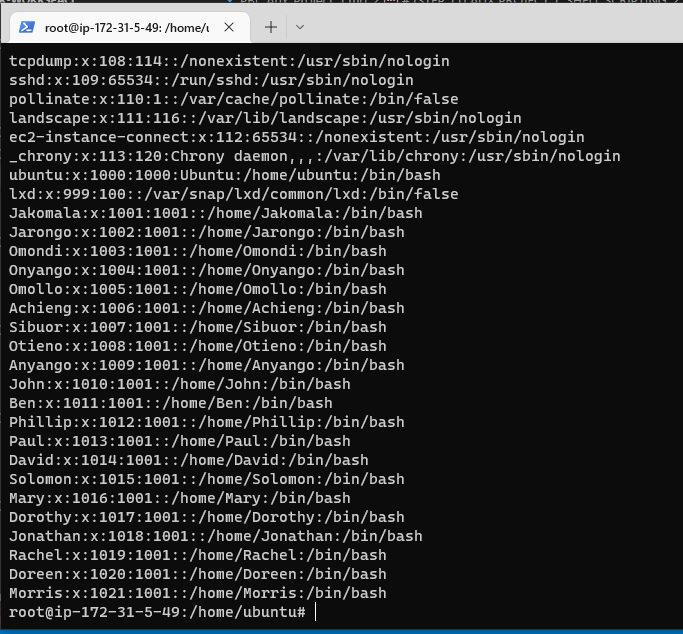 root@ip-172-31-5-49: /home/u
tcpdump:x:108:114::/nonexistent:/usr/sbin/nologin
sshd:x:109:65534::/run/sshd:/usr/sbin/nologin
pollinate:x:110:1::/var/cache/pollinate:/bin/false
landscape:x:111:116::/var/lib/landscape:/usr/sbin/nologin
ec2-instance-connect:x:112:65534::/nonexistent:/usr/sbin/nologin
_chrony:x:113:120:Chrony daemon,,,:/var/lib/chrony:/usr/sbin/nologin
ubuntu:x:1000:1000:Ubuntu:/home/ubuntu:/bin/bash
lxd:x:999:100::/var/snap/lxd/common/lxd:/bin/false
Jakomala:x:1001:1001::/home/Jakomala:/bin/bash
Jarongo:x:1002:1001::/home/Jarongo:/bin/bash
Omondi:x:1003:1001::/home/Omondi:/bin/bash
Onyango:x:1004:1001::/home/Onyango:/bin/bash
Omollo:x:1005:1001::/home/Omollo:/bin/bash
Achieng:x:1006:1001::/home/Achieng:/bin/bash
Sibuor:x:1007:1001::/home/Sibuor:/bin/bash
Otieno:x:1008:1001::/home/Otieno:/bin/bash
Anyango:x:1009:1001::/home/Anyango:/bin/bash
John:x:1010:1001::/home/John:/bin/bash
Ben:x:1011:1001::/home/Ben:/bin/bash
Phillip:x:1012:1001::/home/Phillip:/bin/bash
Paul:x:1013:1001::/home/Paul:/bin/bash
David:x:1014:1001::/home/David:/bin/bash
Solomon:x:1015:1001::/home/Solomon:/bin/bash
Mary:x:1016:1001::/home/Mary:/bin/bash
Dorothy:x:1017:1001::/home/Dorothy:/bin/bash
Jonathan:x:1018:1001::/home/Jonathan:/bin/bash
Rachel:x:1019:1001::/home/Rachel:/bin/bash
Doreen:x:1020:1001::/home/Doreen:/bin/bash
Morris:x:1021:1001::/home/Morris:/bin/bash
root@ip-172-31-5-49:/home/ubuntu#